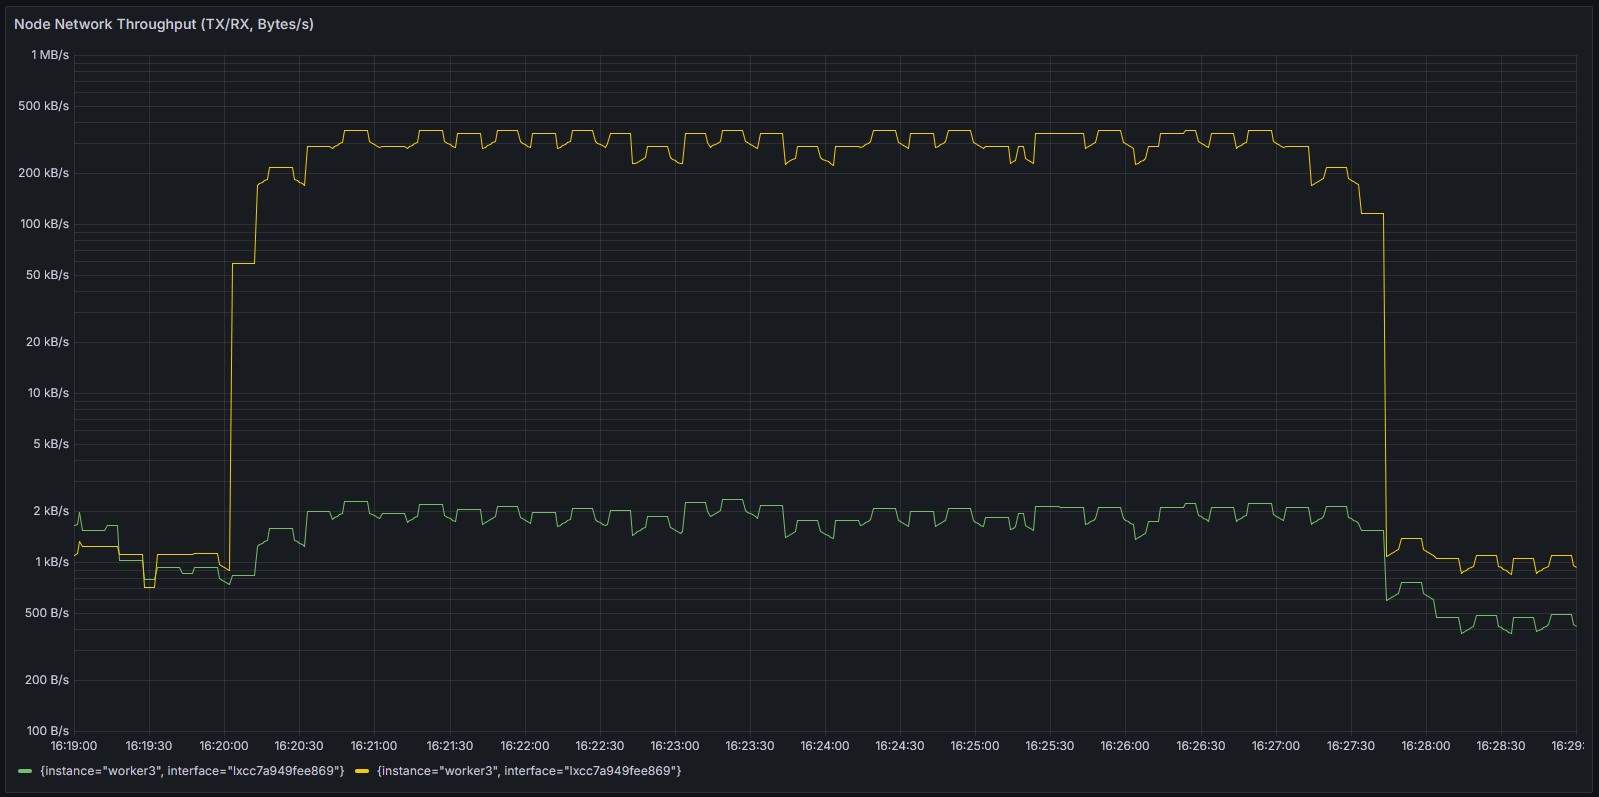 Node Network Throughput (TX/RX, Bytes/s)
1 MB/s
500 kB/s
200 kB/s
100 kB/s
50 kB/s
20 kB/s
10 kB/s
5 kB/s
2 kB/s
1 kB/s
500 B/s
200 B/s
100 B/s
16:19:00 16:19:30 16:20:00 16:20:30 16:21:00 16:21:30 16:22:00 16:22:30 16:23:00 16:23:30 16:24:00 16:24:30 16:25:00 16:25:30 16:26:00 16:26:30 16:27:00 16:27:30 16:28:00 16:28:30 16:29:
{instance="worker3", interface="lxcc7a949fee869"} {instance="worker3", interface="lxcc7a949fee869"}